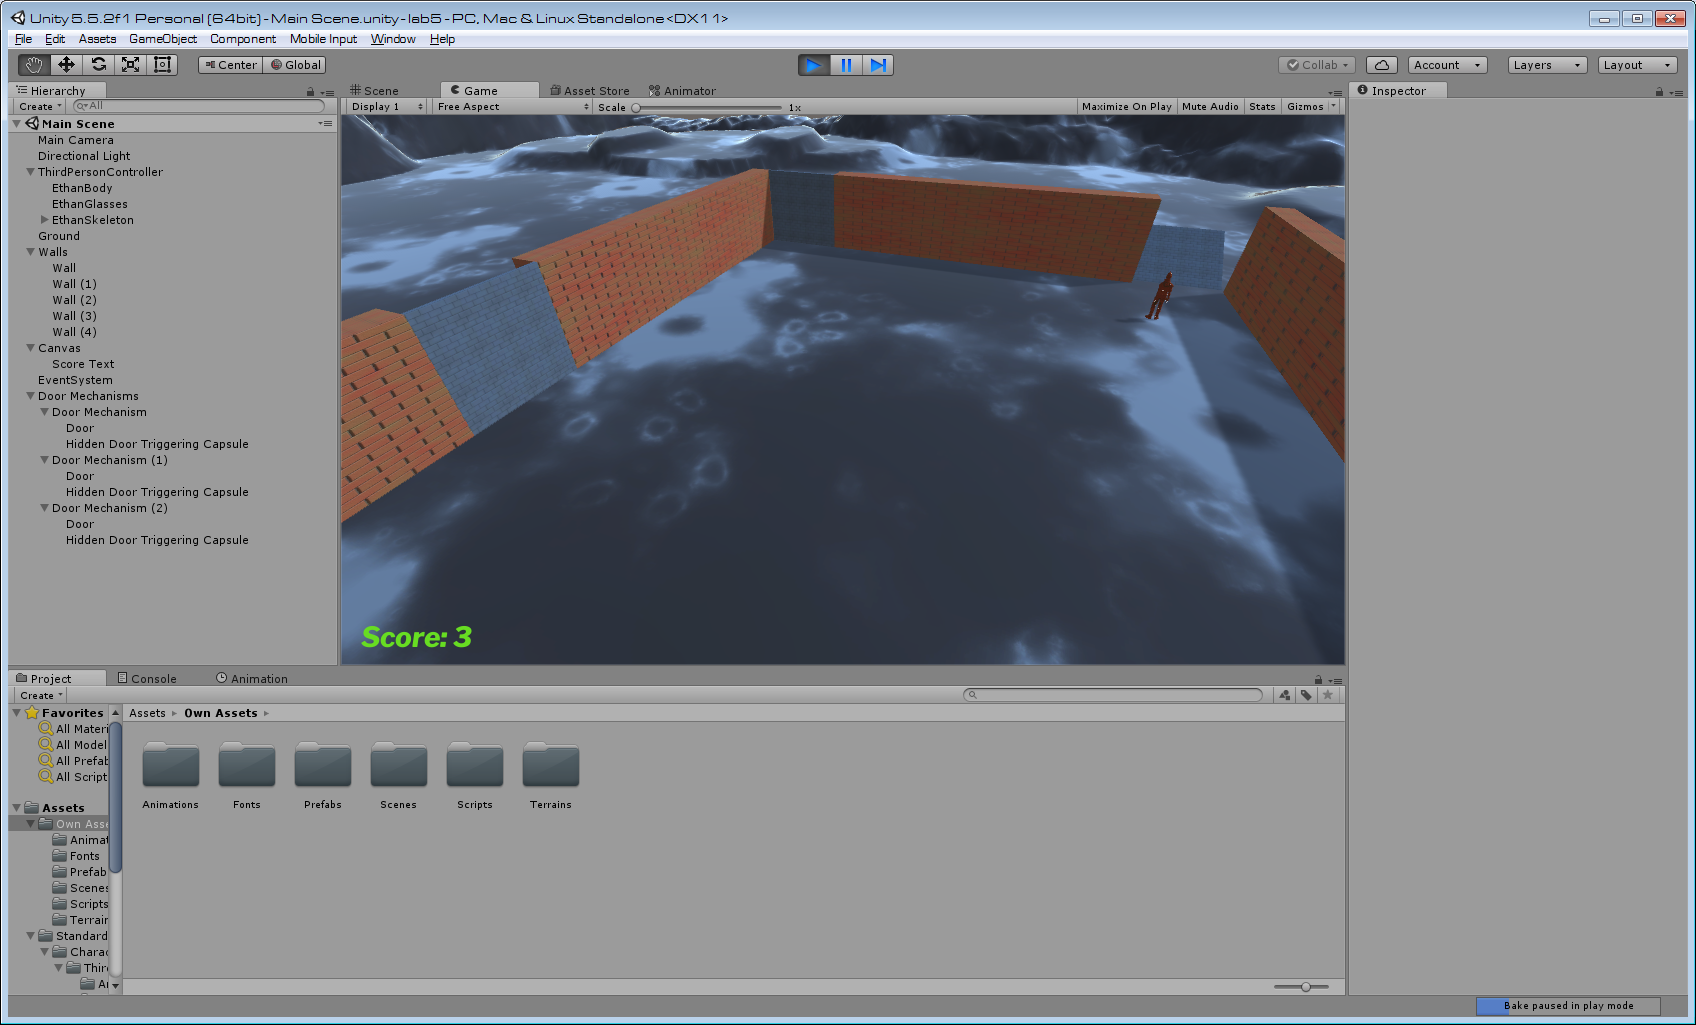 Unity 5.5.2f1 Personal (64bit) - Main Scene.unity - lab5 - PC, Mac & Linux Standalone <DX11>
File Edit Assets GameObject Component Mobile Input Window Help
Center Global Collab Account Layers Layout
Hierarchy
Create All
Main Scene
Main Camera
Directional Light
ThirdPersonController
EthanBody
EthanGlasses
EthanSkeleton
Ground
Walls
Wall
Wall (1)
Wall (2)
Wall (3)
Wall (4)
Canvas
Score Text
EventSystem
Door Mechanisms
Door Mechanism
Door
Hidden Door Triggering Capsule
Door Mechanism (1)
Door
Hidden Door Triggering Capsule
Door Mechanism (2)
Door
Hidden Door Triggering Capsule
Scene Game Asset Store Animator
Display 1 Free Aspect Scale 1x Maximize On Play Mute Audio Stats Gizmos
Score: 3
Inspector
Project Console Animation
Create
Favorites
All Materi
All Model
All Prefab
All Script
Assets
Own Asse
Animat
Fonts
Prefab
Scenes
Scripts
Terrain
Standard
Charac
Thir
Assets Own Assets
Animations Fonts Prefabs Scenes Scripts Terrains
Bake paused in play mode